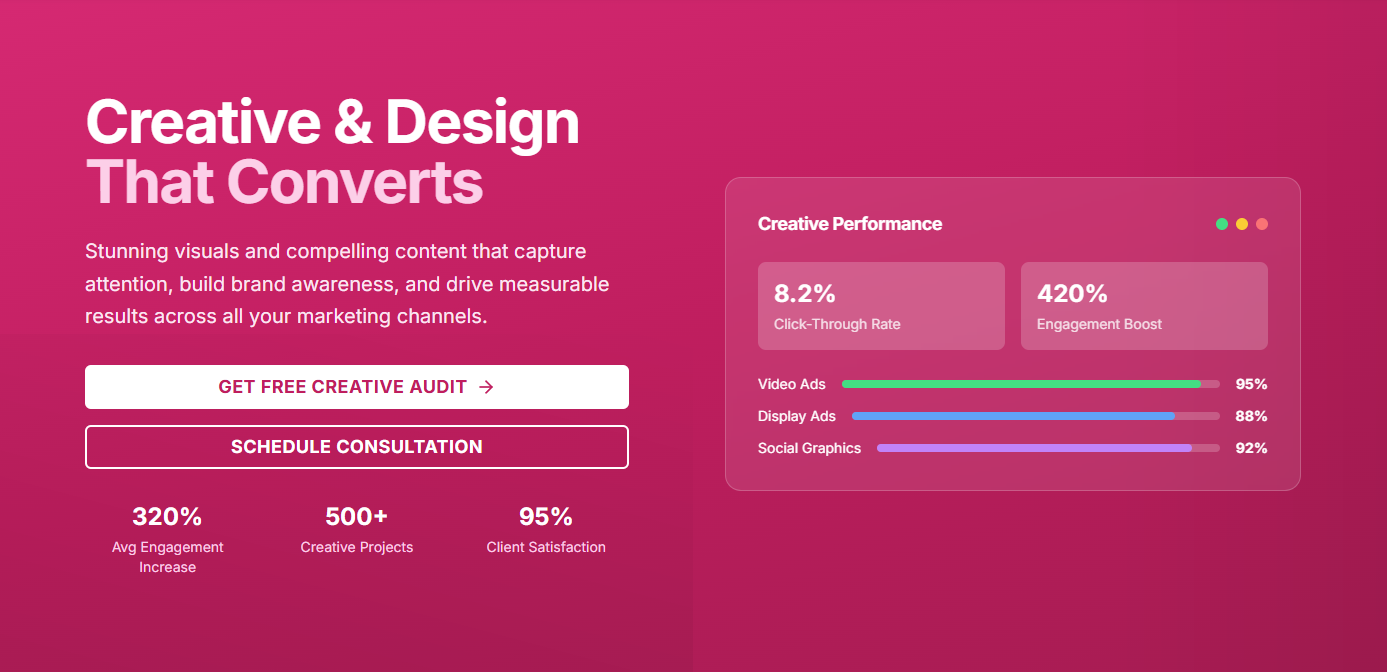 Creative & Design
That Converts
Stunning visuals and compelling content that capture
attention, build brand awareness, and drive measurable
results across all your marketing channels.
GET FREE CREATIVE AUDIT →
SCHEDULE CONSULTATION
320%
Avg Engagement
Increase
500+
Creative Projects
95%
Client Satisfaction
Creative Performance
8.2%
Click-Through Rate
420%
Engagement Boost
Video Ads 95%
Display Ads 88%
Social Graphics 92%